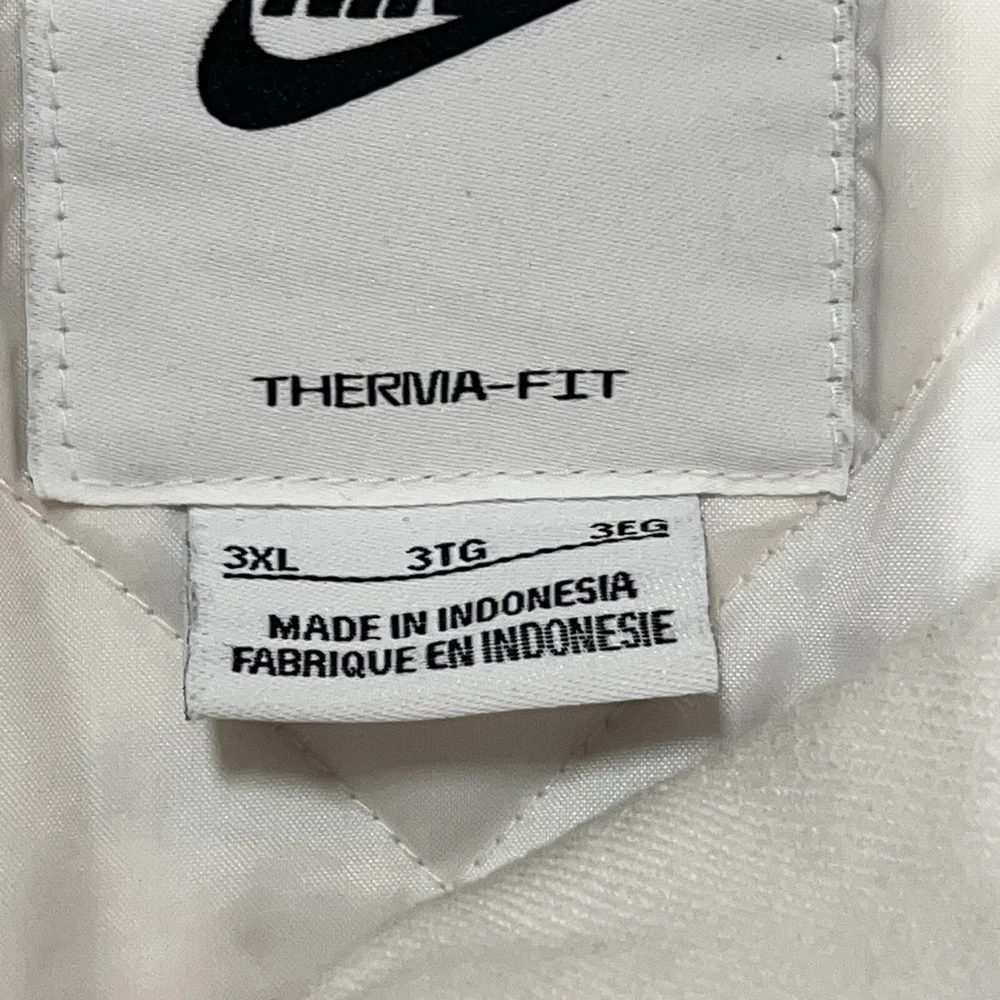 THERMA-FIT
3XL 3TG 3EG
MADE IN INDONESIA
FABRIQUE EN INDONESIE